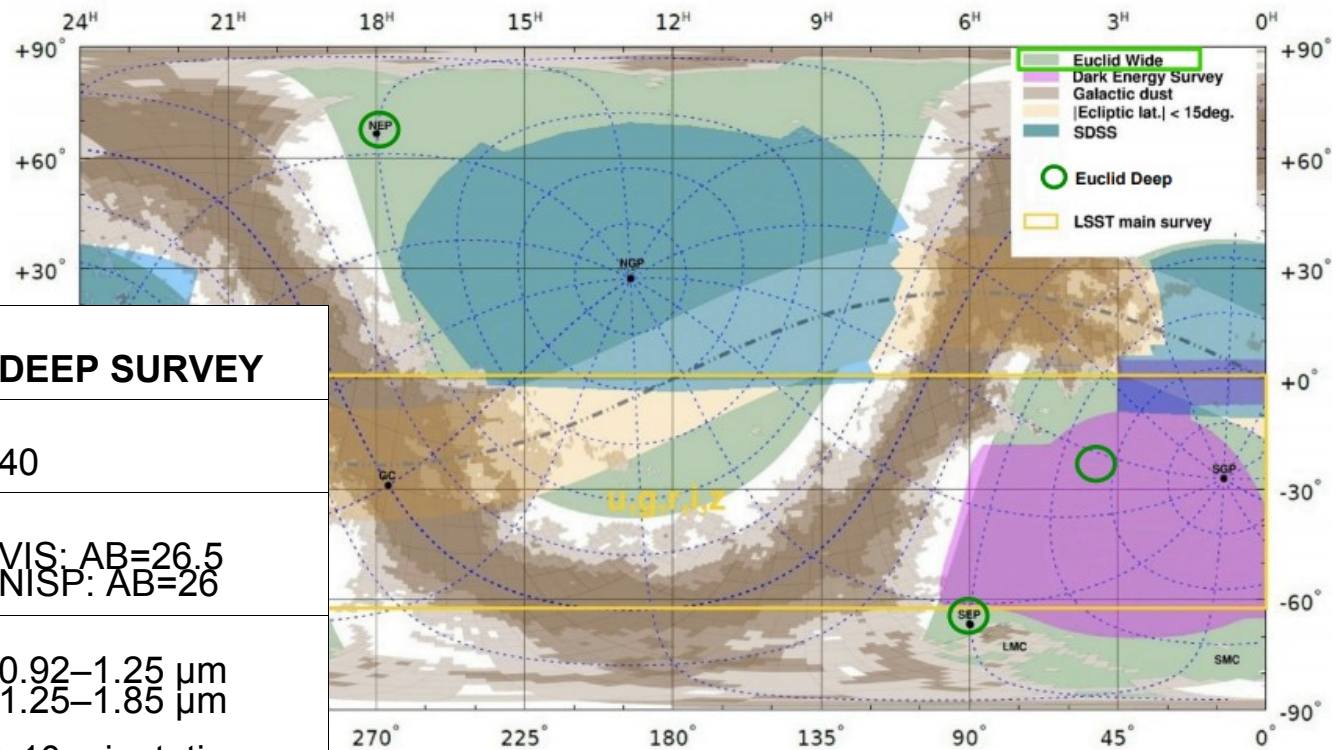 24H 21H 18H 15H 12H 9H 6H 3H 0H
+90° +90°
Euclid Wide
Dark Energy Survey
Galactic dust
|Ecliptic lat.| < 15deg.
SDSS
Euclid Deep
LSST main survey
NEP
+60° +60°
NGP
+30° +30°
+0°
GC
u,g,r,i,z
SGP
-30°
-60°
SEP
LMC
SMC
-90°
270° 225° 180° 135° 90° 45° 0°
DEEP SURVEY
40
VIS: AB=26.5
NISP: AB=26
0.92–1.25 µm
1.25–1.85 µm